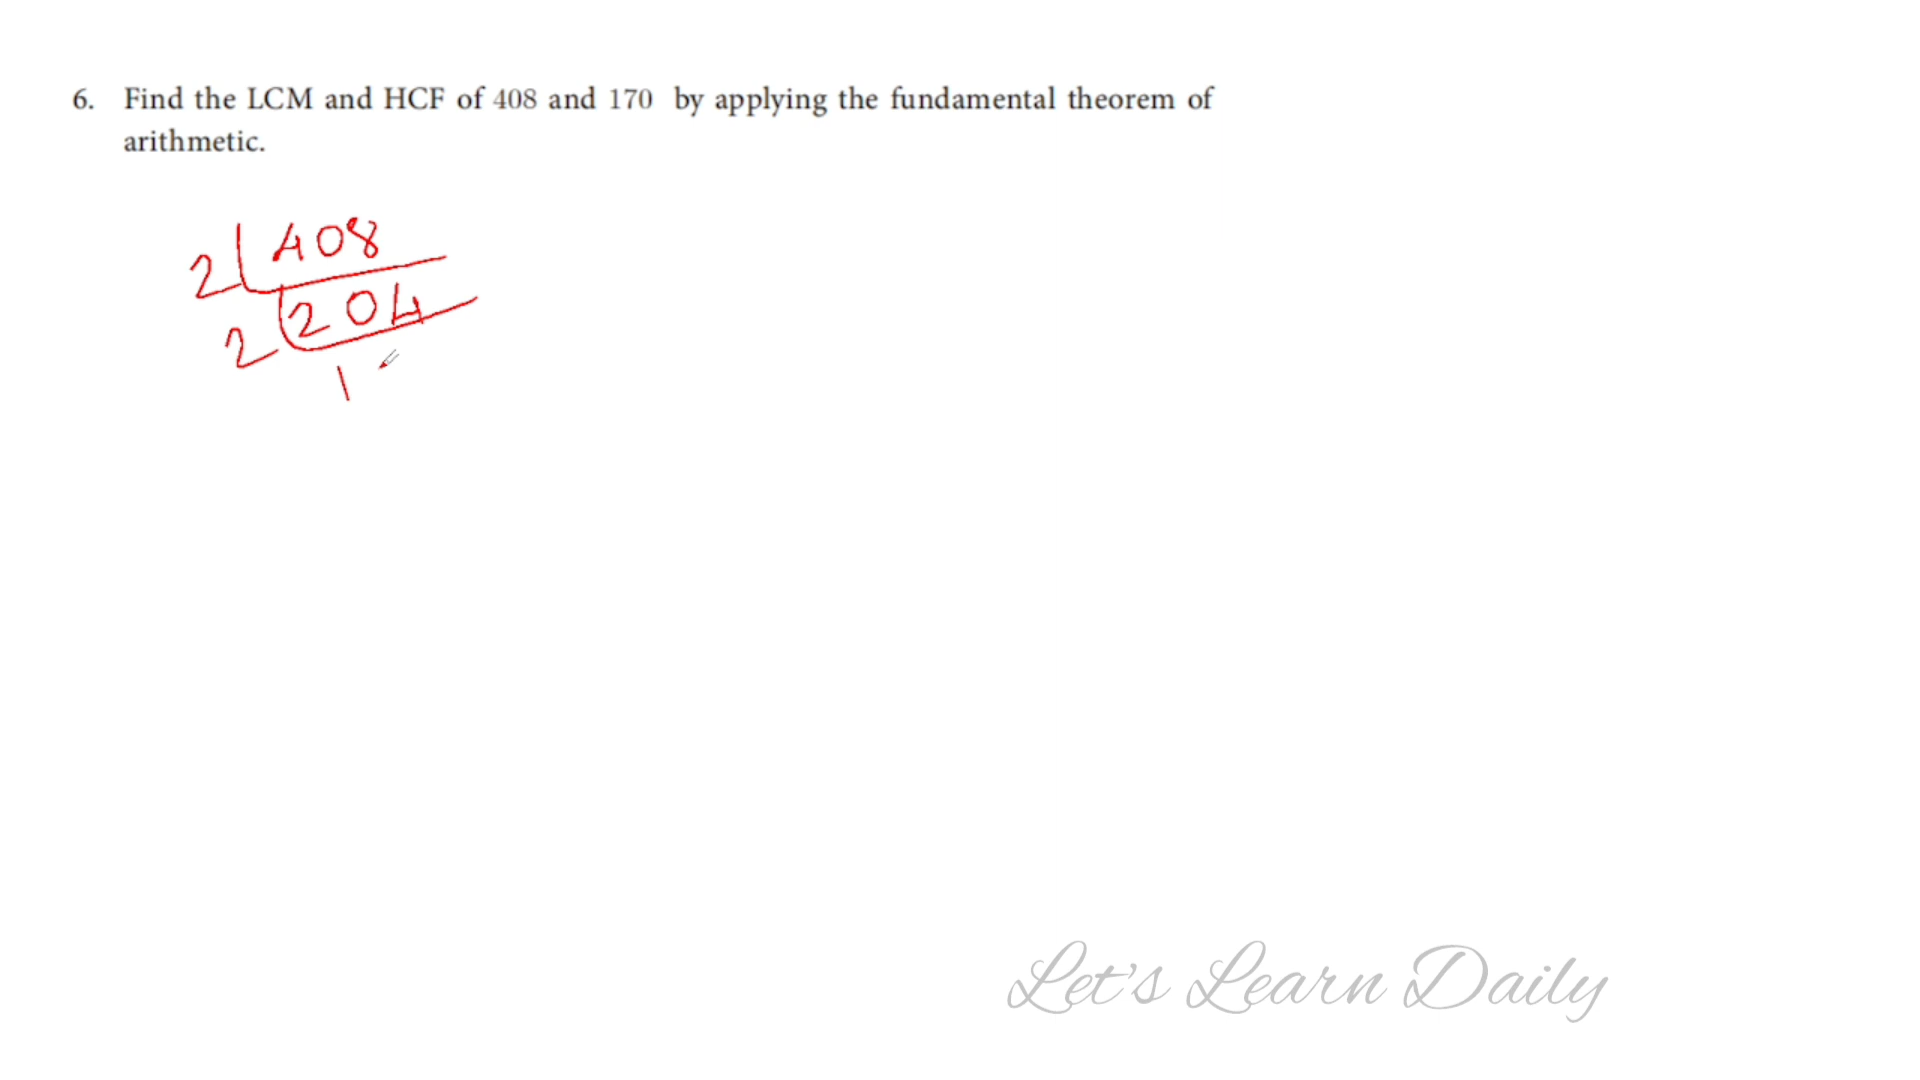 6. Find the LCM and HCF of 408 and 170 by applying the fundamental theorem of
arithmetic.
2 408
2 204
1
Let's Learn Daily